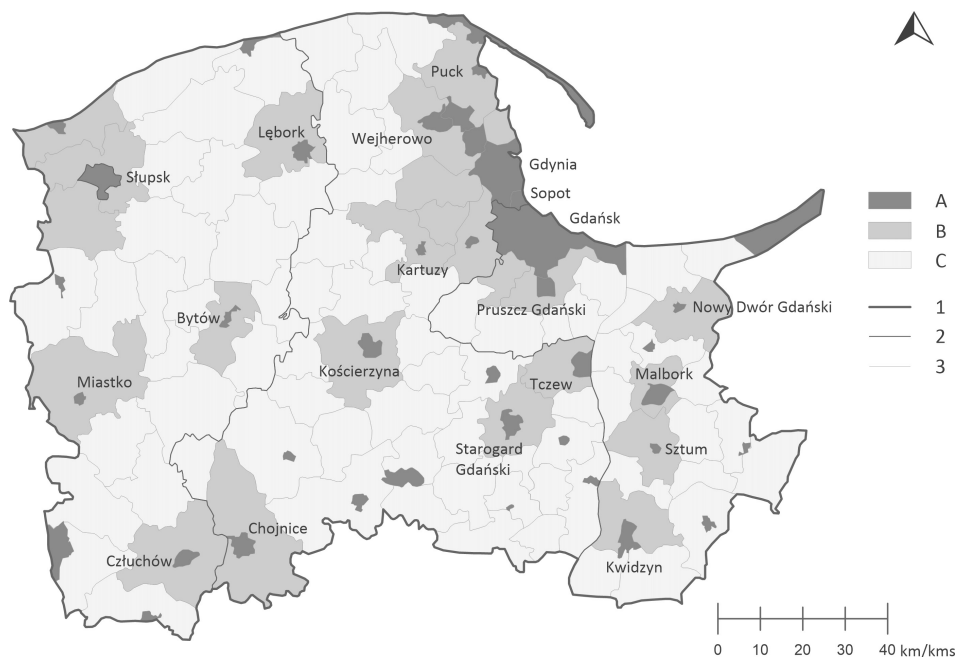 Puck
Lębork
Wejherowo
Gdynia
Słupsk
Sopot
Gdańsk
Kartuzy
Bytów
Pruszcz Gdański
Nowy Dwór Gdański
Kościerzyna
Miastko
Tczew
Malbork
Starogard
Gdański
Sztum
Chojnice
Człuchów
Kwidzyn
A
B
C
1
2
3
0 10 20 30 40 km/kms